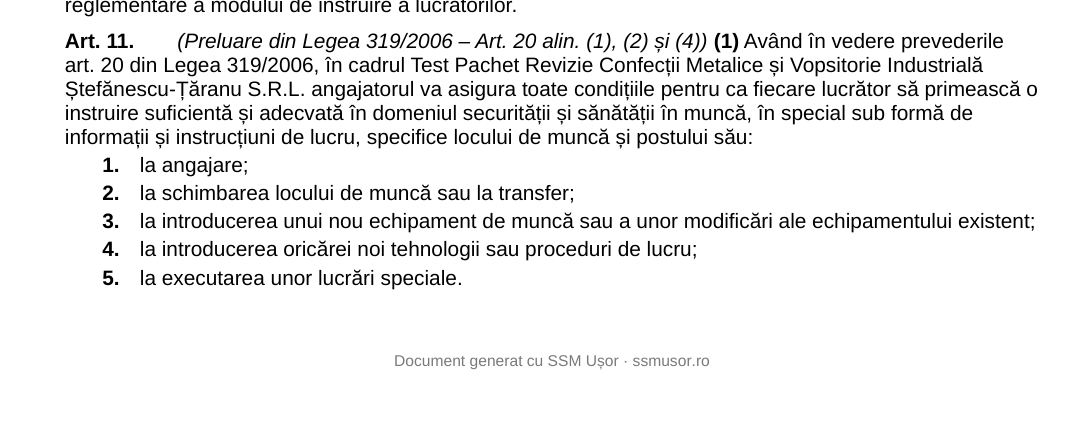 reglementare a modului de instruire a lucrătorilor.
Art. 11. (Preluare din Legea 319/2006 – Art. 20 alin. (1), (2) și (4)) (1) Având în vedere prevederile
art. 20 din Legea 319/2006, în cadrul Test Pachet Revizie Confecții Metalice și Vopsitorie Industrială
Ștefănescu-Țăranu S.R.L. angajatorul va asigura toate condițiile pentru ca fiecare lucrător să primească o
instruire suficientă și adecvată în domeniul securității și sănătății în muncă, în special sub formă de
informații și instrucțiuni de lucru, specifice locului de muncă și postului său:
1. la angajare;
2. la schimbarea locului de muncă sau la transfer;
3. la introducerea unui nou echipament de muncă sau a unor modificări ale echipamentului existent;
4. la introducerea oricărei noi tehnologii sau proceduri de lucru;
5. la executarea unor lucrări speciale.
Document generat cu SSM Ușor · ssmusor.ro